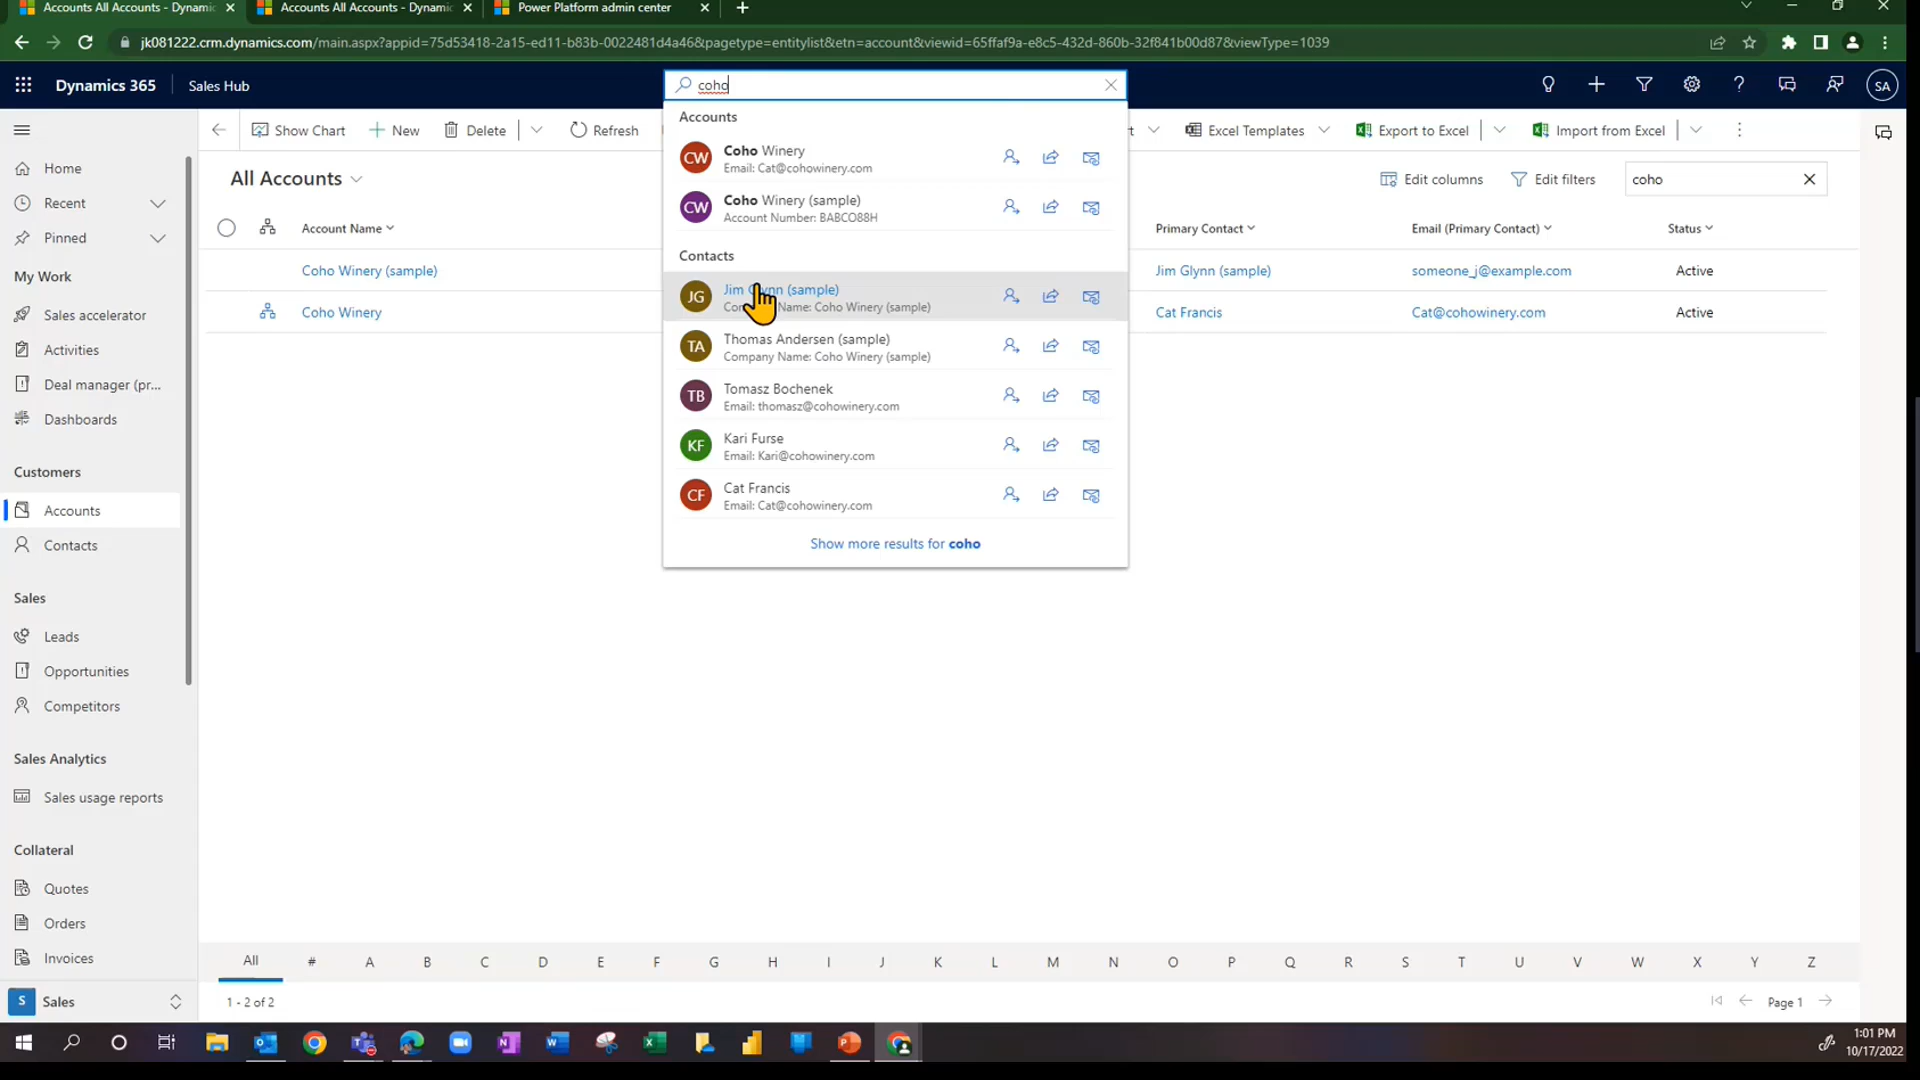 Accounts All Accounts - Dynamic
Accounts All Accounts - Dynamic
Power Platform admin center
jk081222.crm.dynamics.com/main.aspx?appid=75d53418-2a15-ed11-b83b-0022481d4a46&pagetype=entitylist&etn=account&viewid=65ffaf9a-e8c5-432d-860b-32f841b00d87&viewType=1039
Dynamics 365
Sales Hub
coho
SA
Show Chart
New
Delete
Refresh
Excel Templates
Export to Excel
Import from Excel
Home
Recent
Pinned
My Work
Sales accelerator
Activities
Deal manager (pr...
Dashboards
Customers
Accounts
Contacts
Sales
Leads
Opportunities
Competitors
Sales Analytics
Sales usage reports
Collateral
Quotes
Orders
Invoices
S Sales
All Accounts
Edit columns
Edit filters
coho
Account Name
Primary Contact
Email (Primary Contact)
Status
Coho Winery (sample)
Jim Glynn (sample)
someone_j@example.com
Active
Coho Winery
Cat Francis
Cat@cohowinery.com
Active
Accounts
CW
Coho Winery
Email: Cat@cohowinery.com
CW
Coho Winery (sample)
Account Number: BABCO88H
Contacts
JG
Jim Glynn (sample)
Name: Coho Winery (sample)
TA
Thomas Andersen (sample)
Company Name: Coho Winery (sample)
TB
Tomasz Bochenek
Email: thomasz@cohowinery.com
KF
Kari Furse
Email: Kari@cohowinery.com
CF
Cat Francis
Email: Cat@cohowinery.com
Show more results for coho
All # A B C D E F G H I J K L M N O P Q R S T U V W X Y Z
1 - 2 of 2
Page 1
1:01 PM
10/17/2022